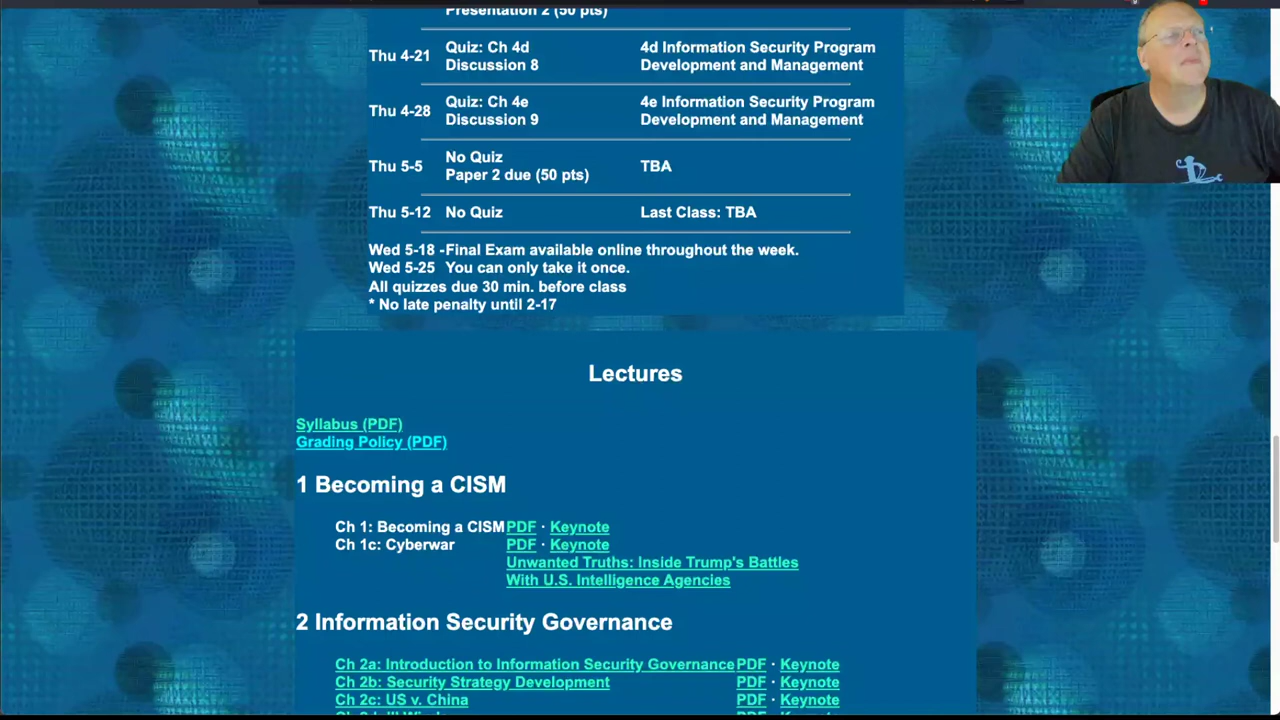 Presentation 2 (50 pts)
Thu 4-21 Quiz: Ch 4d 4d Information Security Program
Discussion 8 Development and Management
Thu 4-28 Quiz: Ch 4e 4e Information Security Program
Discussion 9 Development and Management
Thu 5-5 No Quiz TBA
Paper 2 due (50 pts)
Thu 5-12 No Quiz Last Class: TBA
Wed 5-18 -Final Exam available online throughout the week.
Wed 5-25 You can only take it once.
All quizzes due 30 min. before class
* No late penalty until 2-17
Lectures
Syllabus (PDF)
Grading Policy (PDF)
1 Becoming a CISM
Ch 1: Becoming a CISM PDF · Keynote
Ch 1c: Cyberwar PDF · Keynote
Unwanted Truths: Inside Trump's Battles
With U.S. Intelligence Agencies
2 Information Security Governance
Ch 2a: Introduction to Information Security Governance PDF · Keynote
Ch 2b: Security Strategy Development PDF · Keynote
Ch 2c: US v. China PDF · Keynote